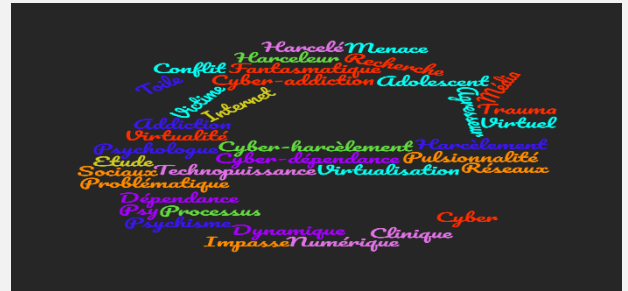 Harcelé Menace
Harceleur Recherche
Conflit Fantasmatique
Toile Cyber-addiction Adolescent
Victime Internet Agresseur Média
Trauma
Addiction Virtuel
Virtualité
Psychologue Cyber-harcèlement Harcèlement
Etude Cyber-dépendance Pulsionnalité
Sociaux Technopuissance Virtualisation Réseaux
Problématique
Dépendance
Psy Processus
Cyber
Psychisme Dynamique Clinique
Impasse Numérique